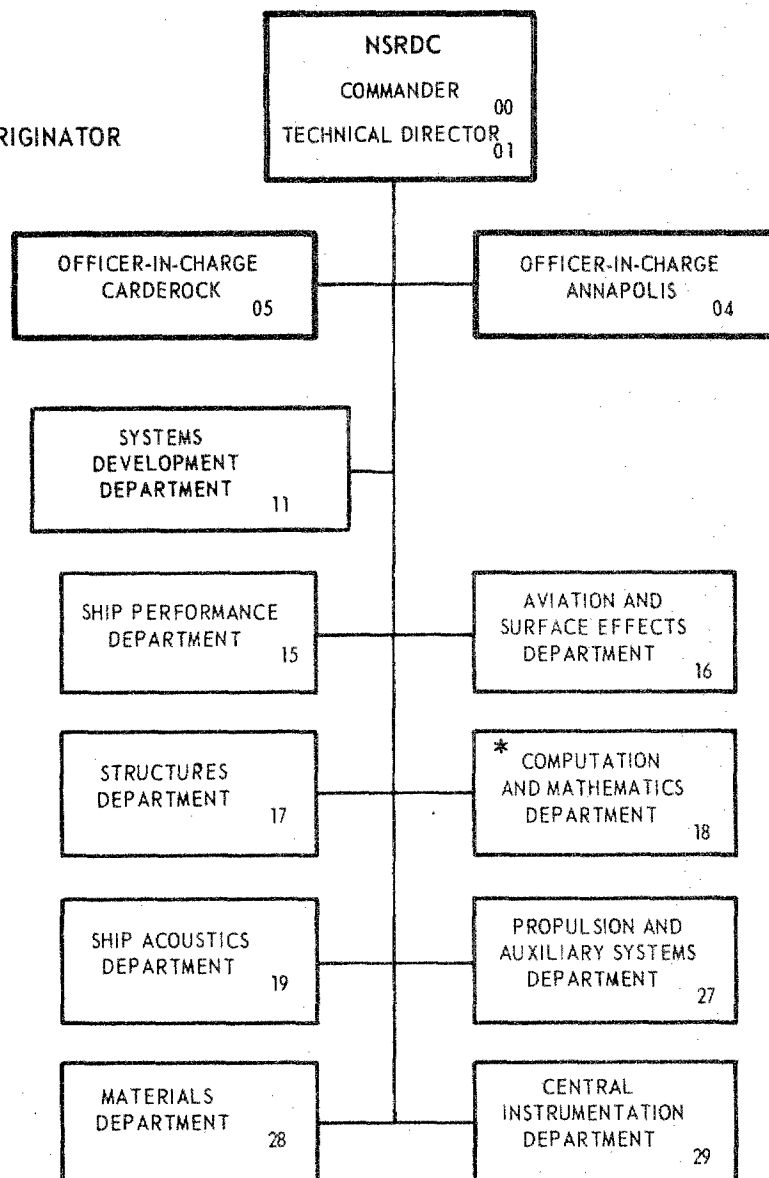 NSRDC
COMMANDER
00
TECHNICAL DIRECTOR
01
RIGINATOR
OFFICER-IN-CHARGE
CARDEROCK
05
OFFICER-IN-CHARGE
ANNAPOLIS
04
SYSTEMS
DEVELOPMENT
DEPARTMENT
11
SHIP PERFORMANCE
DEPARTMENT
15
AVIATION AND
SURFACE EFFECTS
DEPARTMENT
16
STRUCTURES
DEPARTMENT
17
* COMPUTATION
AND MATHEMATICS
DEPARTMENT
18
SHIP ACOUSTICS
DEPARTMENT
19
PROPULSION AND
AUXILIARY SYSTEMS
DEPARTMENT
27
MATERIALS
DEPARTMENT
28
CENTRAL
INSTRUMENTATION
DEPARTMENT
29